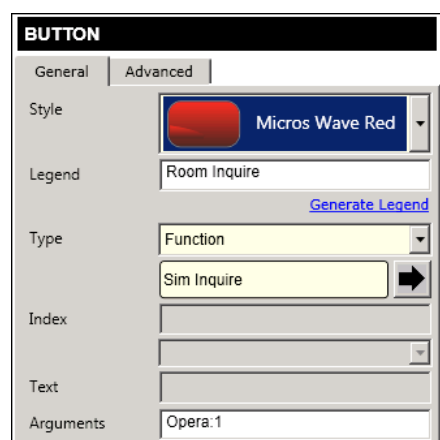 BUTTON
General Advanced
Style Micros Wave Red
Legend Room Inquire
Generate Legend
Type Function
Sim Inquire
Index
Text
Arguments Opera:1